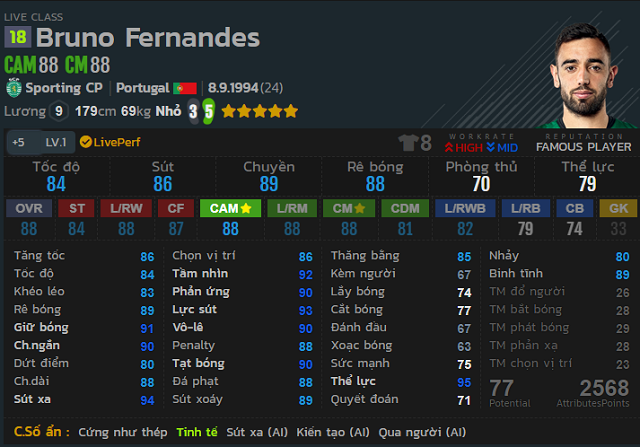 LIVE CLASS
18 Bruno Fernandes
CAM 88 CM 88
Sporting CP | Portugal | 8.9.1994 (24)
Lương 9 179cm 69kg Nhỏ 3 5
+5 LV.1 LivePerf 8 WORKRATE HIGH MID REPUTATION FAMOUS PLAYER
Tốc độ Sút Chuyền Rê bóng Phòng thủ Thể lực
84 86 89 88 70 79
OVR ST L/RW CF CAM L/RM CM CDM L/RWB L/RB CB GK
88 84 88 87 88 88 88 81 82 79 74 33
Tăng tốc 86 Chọn vị trí 86 Thăng bằng 85 Nhảy 80
Tốc độ 84 Tầm nhìn 92 Kèm người 67 Bình tĩnh 89
Khéo léo 83 Phản ứng 90 Lấy bóng 74 TM đổ người 26
Rê bóng 89 Lực sút 93 Cắt bóng 77 TM bắt bóng 28
Giữ bóng 91 Vô-lê 90 Đánh đầu 67 TM phát bóng 29
Ch.ngắn 90 Penalty 88 Xoạc bóng 63 TM phản xạ 28
Dứt điểm 80 Tạt bóng 90 Sức mạnh 75 TM chọn vị trí 23
Ch.dài 88 Đá phạt 88 Thể lực 95 77 2568
Sút xa 94 Sút xoáy 89 Quyết đoán 71 Potential AttributesPoints
C.Số ẩn : Cứng như thép Tinh tế Sút xa (AI) Kiến tạo (AI) Qua người (AI)